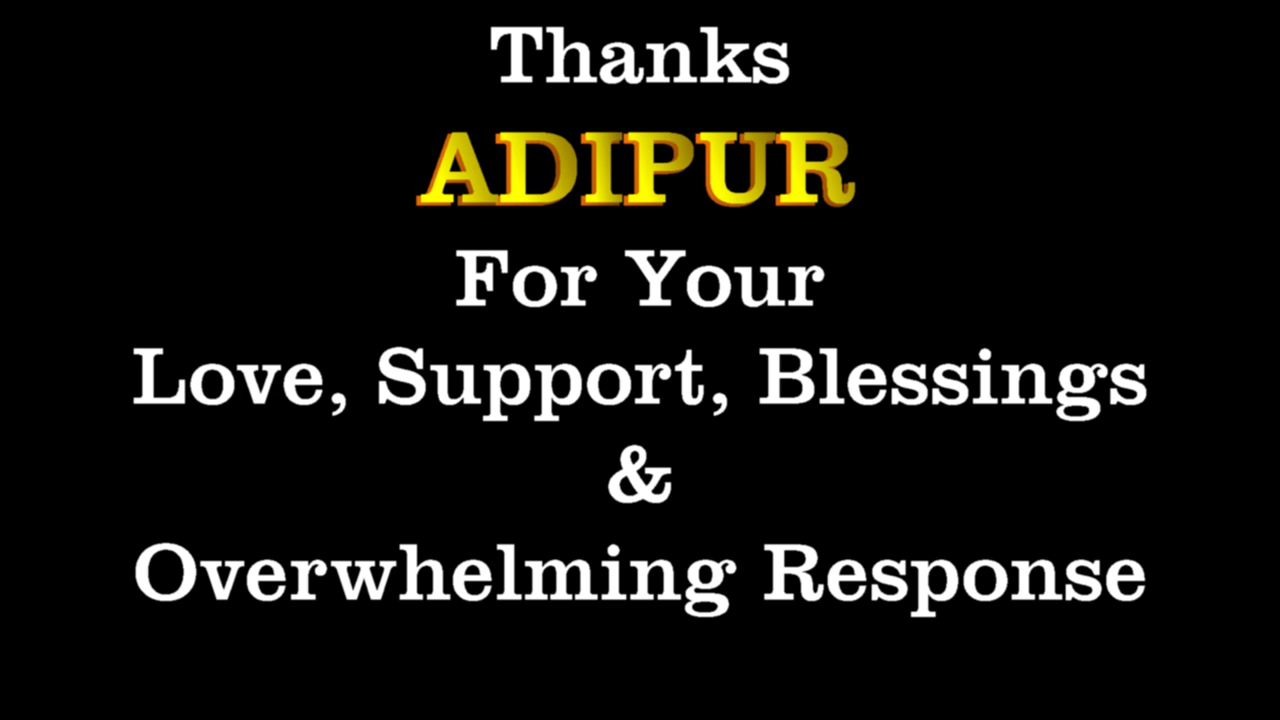 Thanks
ADIPUR
For Your
Love, Support, Blessings
&
Overwhelming Response